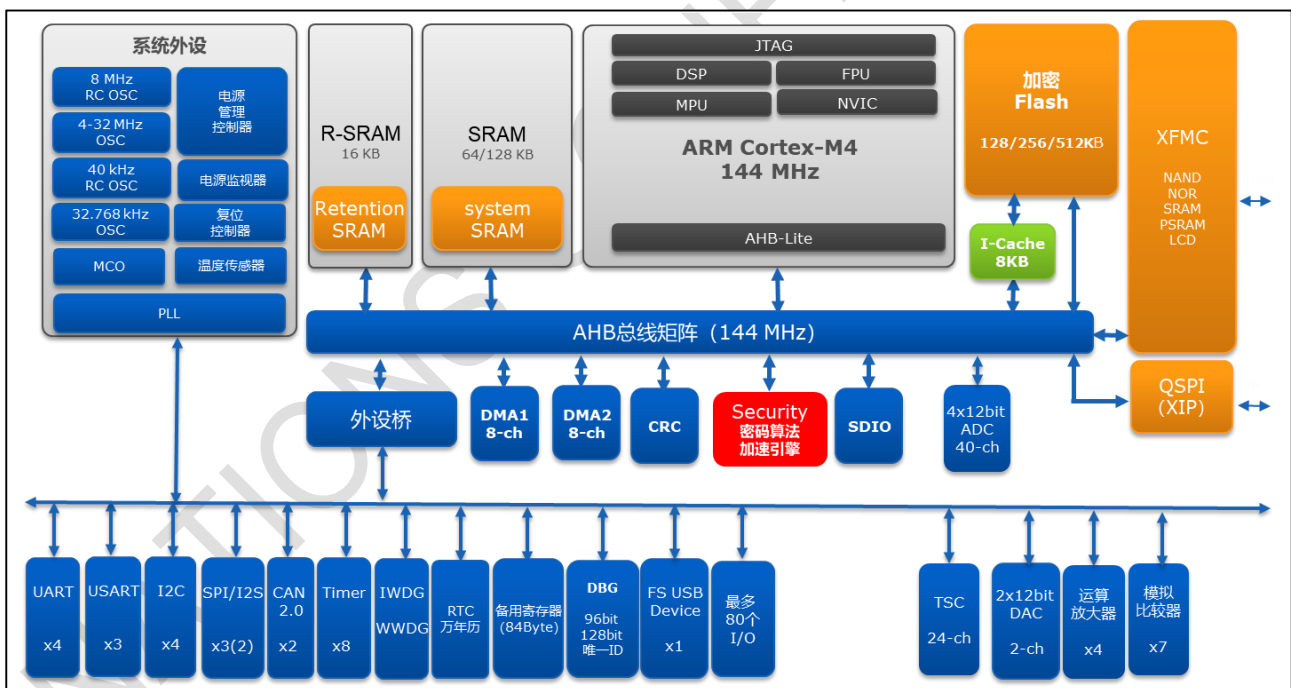 系统外设
8 MHz
RC OSC
4-32 MHz
OSC
40 kHz
RC OSC
32.768 kHz
OSC
MCO
电源
管理
控制器
电源监视器
复位
控制器
温度传感器
PLL
R-SRAM
16 KB
Retention
SRAM
SRAM
64/128 KB
system
SRAM
JTAG
DSP
FPU
MPU
NVIC
ARM Cortex-M4
144 MHz
AHB-Lite
加密
Flash
128/256/512KB
I-Cache
8KB
XFMC
NAND
NOR
SRAM
PSRAM
LCD
AHB总线矩阵 (144 MHz)
QSPI
(XIP)
外设桥
DMA1
8-ch
DMA2
8-ch
CRC
Security
密码算法
加速引擎
SDIO
4x12bit
ADC
40-ch
UART
x4
USART
x3
I2C
x4
SPI/I2S
x3(2)
CAN
2.0
x2
Timer
x8
IWDG
WWDG
RTC
万年历
备用寄存器
(84Byte)
DBG
96bit
128bit
唯一ID
FS USB
Device
x1
最多
80个
I/O
TSC
24-ch
2x12bit
DAC
2-ch
运算
放大器
x4
模拟
比较器
x7